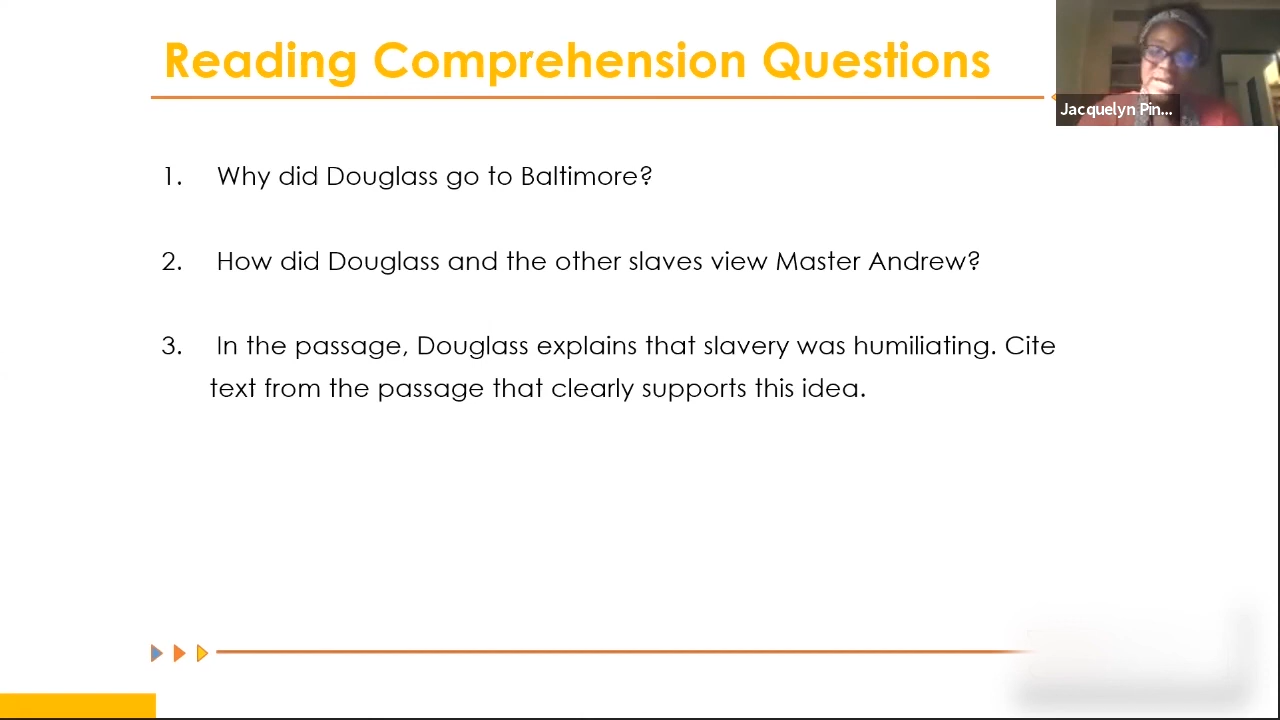 Reading Comprehension Questions
Jacquelyn Pin...
1. Why did Douglass go to Baltimore?
2. How did Douglass and the other slaves view Master Andrew?
3. In the passage, Douglass explains that slavery was humiliating. Cite
text from the passage that clearly supports this idea.